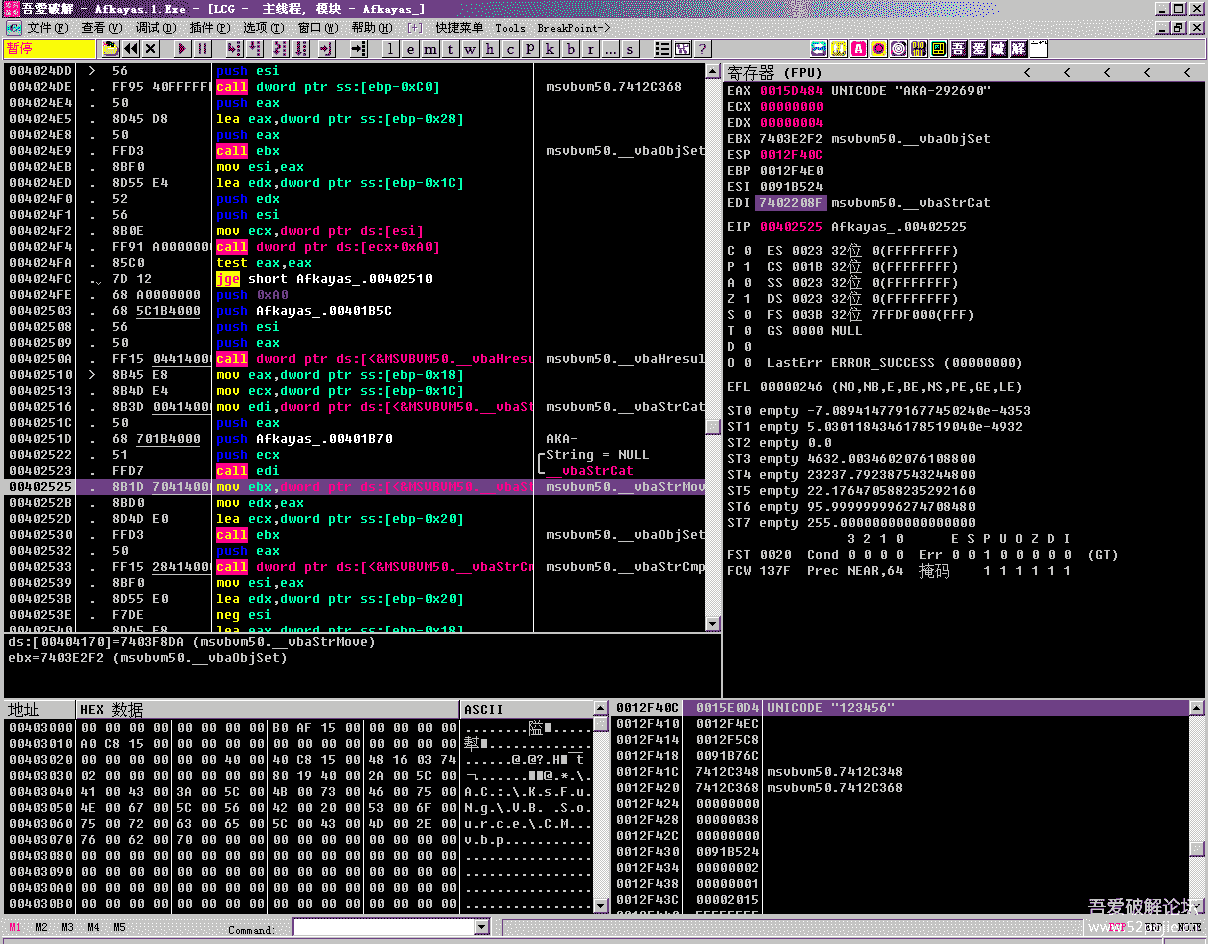 吾爱破解 - Afkayas.1.Exe - [LCG - 主线程, 模块 - Afkayas_]
文件(F) 查看(V) 调试(D) 插件(P) 选项(T) 窗口(W) 帮助(H) [+] 快捷菜单 Tools BreakPoint->
暂停 l e m t w h c p k b r ... s ? 吾 爱 破 解
004024DD > 56 push esi
004024DE . FF95 40FFFFF call dword ptr ss:[ebp-0xC0] msvbvm50.7412C368
004024E4 . 50 push eax
004024E5 . 8D45 D8 lea eax,dword ptr ss:[ebp-0x28]
004024E8 . 50 push eax
004024E9 . FFD3 call ebx msvbvm50.__vbaObjSet
004024EB . 8BF0 mov esi,eax
004024ED . 8D55 E4 lea edx,dword ptr ss:[ebp-0x1C]
004024F0 . 52 push edx
004024F1 . 56 push esi
004024F2 . 8B0E mov ecx,dword ptr ds:[esi]
004024F4 . FF91 A000000 call dword ptr ds:[ecx+0xA0]
004024FA . 85C0 test eax,eax
004024FC . 7D 12 jge short Afkayas_.00402510
004024FE . 68 A0000000 push 0xA0
00402503 . 68 5C1B4000 push Afkayas_.00401B5C
00402508 . 56 push esi
00402509 . 50 push eax
0040250A . FF15 0441400 call dword ptr ds:[<&MSVBVM50.__vbaHresu msvbvm50.__vbaHresul
00402510 > 8B45 E8 mov eax,dword ptr ss:[ebp-0x18]
00402513 . 8B4D E4 mov ecx,dword ptr ss:[ebp-0x1C]
00402516 . 8B3D 0041400 mov edi,dword ptr ds:[<&MSVBVM50.__vbaSt msvbvm50.__vbaStrCat
0040251C . 50 push eax
0040251D . 68 701B4000 push Afkayas_.00401B70 AKA-
00402522 . 51 push ecx String = NULL
00402523 . FFD7 call edi __vbaStrCat
00402525 . 8B1D 7041400 mov ebx,dword ptr ds:[<&MSVBVM50.__vbaSt msvbvm50.__vbaStrMov
0040252B . 8BD0 mov edx,eax
0040252D . 8D4D E0 lea ecx,dword ptr ss:[ebp-0x20]
00402530 . FFD3 call ebx msvbvm50.__vbaObjSet
00402532 . 50 push eax
00402533 . FF15 2841400 call dword ptr ds:[<&MSVBVM50.__vbaStrCm msvbvm50.__vbaStrCmp
00402539 . 8BF0 mov esi,eax
0040253B . 8D55 E0 lea edx,dword ptr ss:[ebp-0x20]
0040253E . F7DE neg esi
00402540 . 8D45 E8 lea eax,dword ptr ss:[ebp-0x18]
ds:[00404170]=7403F8DA (msvbvm50.__vbaStrMove)
ebx=7403E2F2 (msvbvm50.__vbaObjSet)
寄存器 (FPU) < < < < <
EAX 0015D484 UNICODE "AKA-292690"
ECX 00000000
EDX 00000004
EBX 7403E2F2 msvbvm50.__vbaObjSet
ESP 0012F40C
EBP 0012F4E0
ESI 0091B524
EDI 7402208F msvbvm50.__vbaStrCat
EIP 00402525 Afkayas_.00402525
C 0 ES 0023 32位 0(FFFFFFFF)
P 1 CS 001B 32位 0(FFFFFFFF)
A 0 SS 0023 32位 0(FFFFFFFF)
Z 1 DS 0023 32位 0(FFFFFFFF)
S 0 FS 003B 32位 7FFDF000(FFF)
T 0 GS 0000 NULL
D 0
O 0 LastErr ERROR_SUCCESS (00000000)
EFL 00000246 (NO,NB,E,BE,NS,PE,GE,LE)
ST0 empty -7.0894147791677450240e-4353
ST1 empty 5.0301184346178519040e-4932
ST2 empty 0.0
ST3 empty 4632.0034602076108800
ST4 empty 23237.792387543244800
ST5 empty 22.176470588235292160
ST6 empty 95.999999996274708480
ST7 empty 255.00000000000000000
3 2 1 0 E S P U O Z D I
FST 0020 Cond 0 0 0 0 Err 0 0 1 0 0 0 0 0 (GT)
FCW 137F Prec NEAR,64 掩码 1 1 1 1 1 1
地址 HEX 数据 ASCII
00403000 00 00 00 00 00 00 00 00 B0 AF 15 00 00 00 00 00
00403010 A0 C8 15 00 00 00 00 00 00 00 00 00 00 00 00 00
00403020 00 00 00 00 00 00 40 00 40 C8 15 00 48 16 03 74
00403030 02 00 00 00 00 00 00 00 80 19 40 00 2A 00 5C 00
00403040 41 00 43 00 3A 00 5C 00 4B 00 73 00 46 00 75 00 A.C.:.\.K.s.F.u.
00403050 4E 00 67 00 5C 00 56 00 42 00 20 00 53 00 6F 00 N.g.\.V.B. .S.o.
00403060 75 00 72 00 63 00 65 00 5C 00 43 00 4D 00 2E 00 u.r.c.e.\.C.M...
00403070 76 00 62 00 70 00 00 00 00 00 00 00 00 00 00 00 v.b.p...........
00403080 00 00 00 00 00 00 00 00 00 00 00 00 00 00 00 00 ................
00403090 00 00 00 00 00 00 00 00 00 00 00 00 00 00 00 00 ................
004030A0 00 00 00 00 00 00 00 00 00 00 00 00 00 00 00 00 ................
004030B0 00 00 00 00 00 00 00 00 00 00 00 00 00 00 00 00 ................
0012F40C 0015E0D4 UNICODE "123456"
0012F410 0012F4EC
0012F414 0012F5C8
0012F418 0091B76C
0012F41C 7412C348 msvbvm50.7412C348
0012F420 7412C368 msvbvm50.7412C368
0012F424 00000000
0012F428 00000038
0012F42C 00000000
0012F430 0091B524
0012F434 00000002
0012F438 00000001
0012F43C 00002015
吾爱破解论坛
M1 M2 M3 M4 M5 Command: